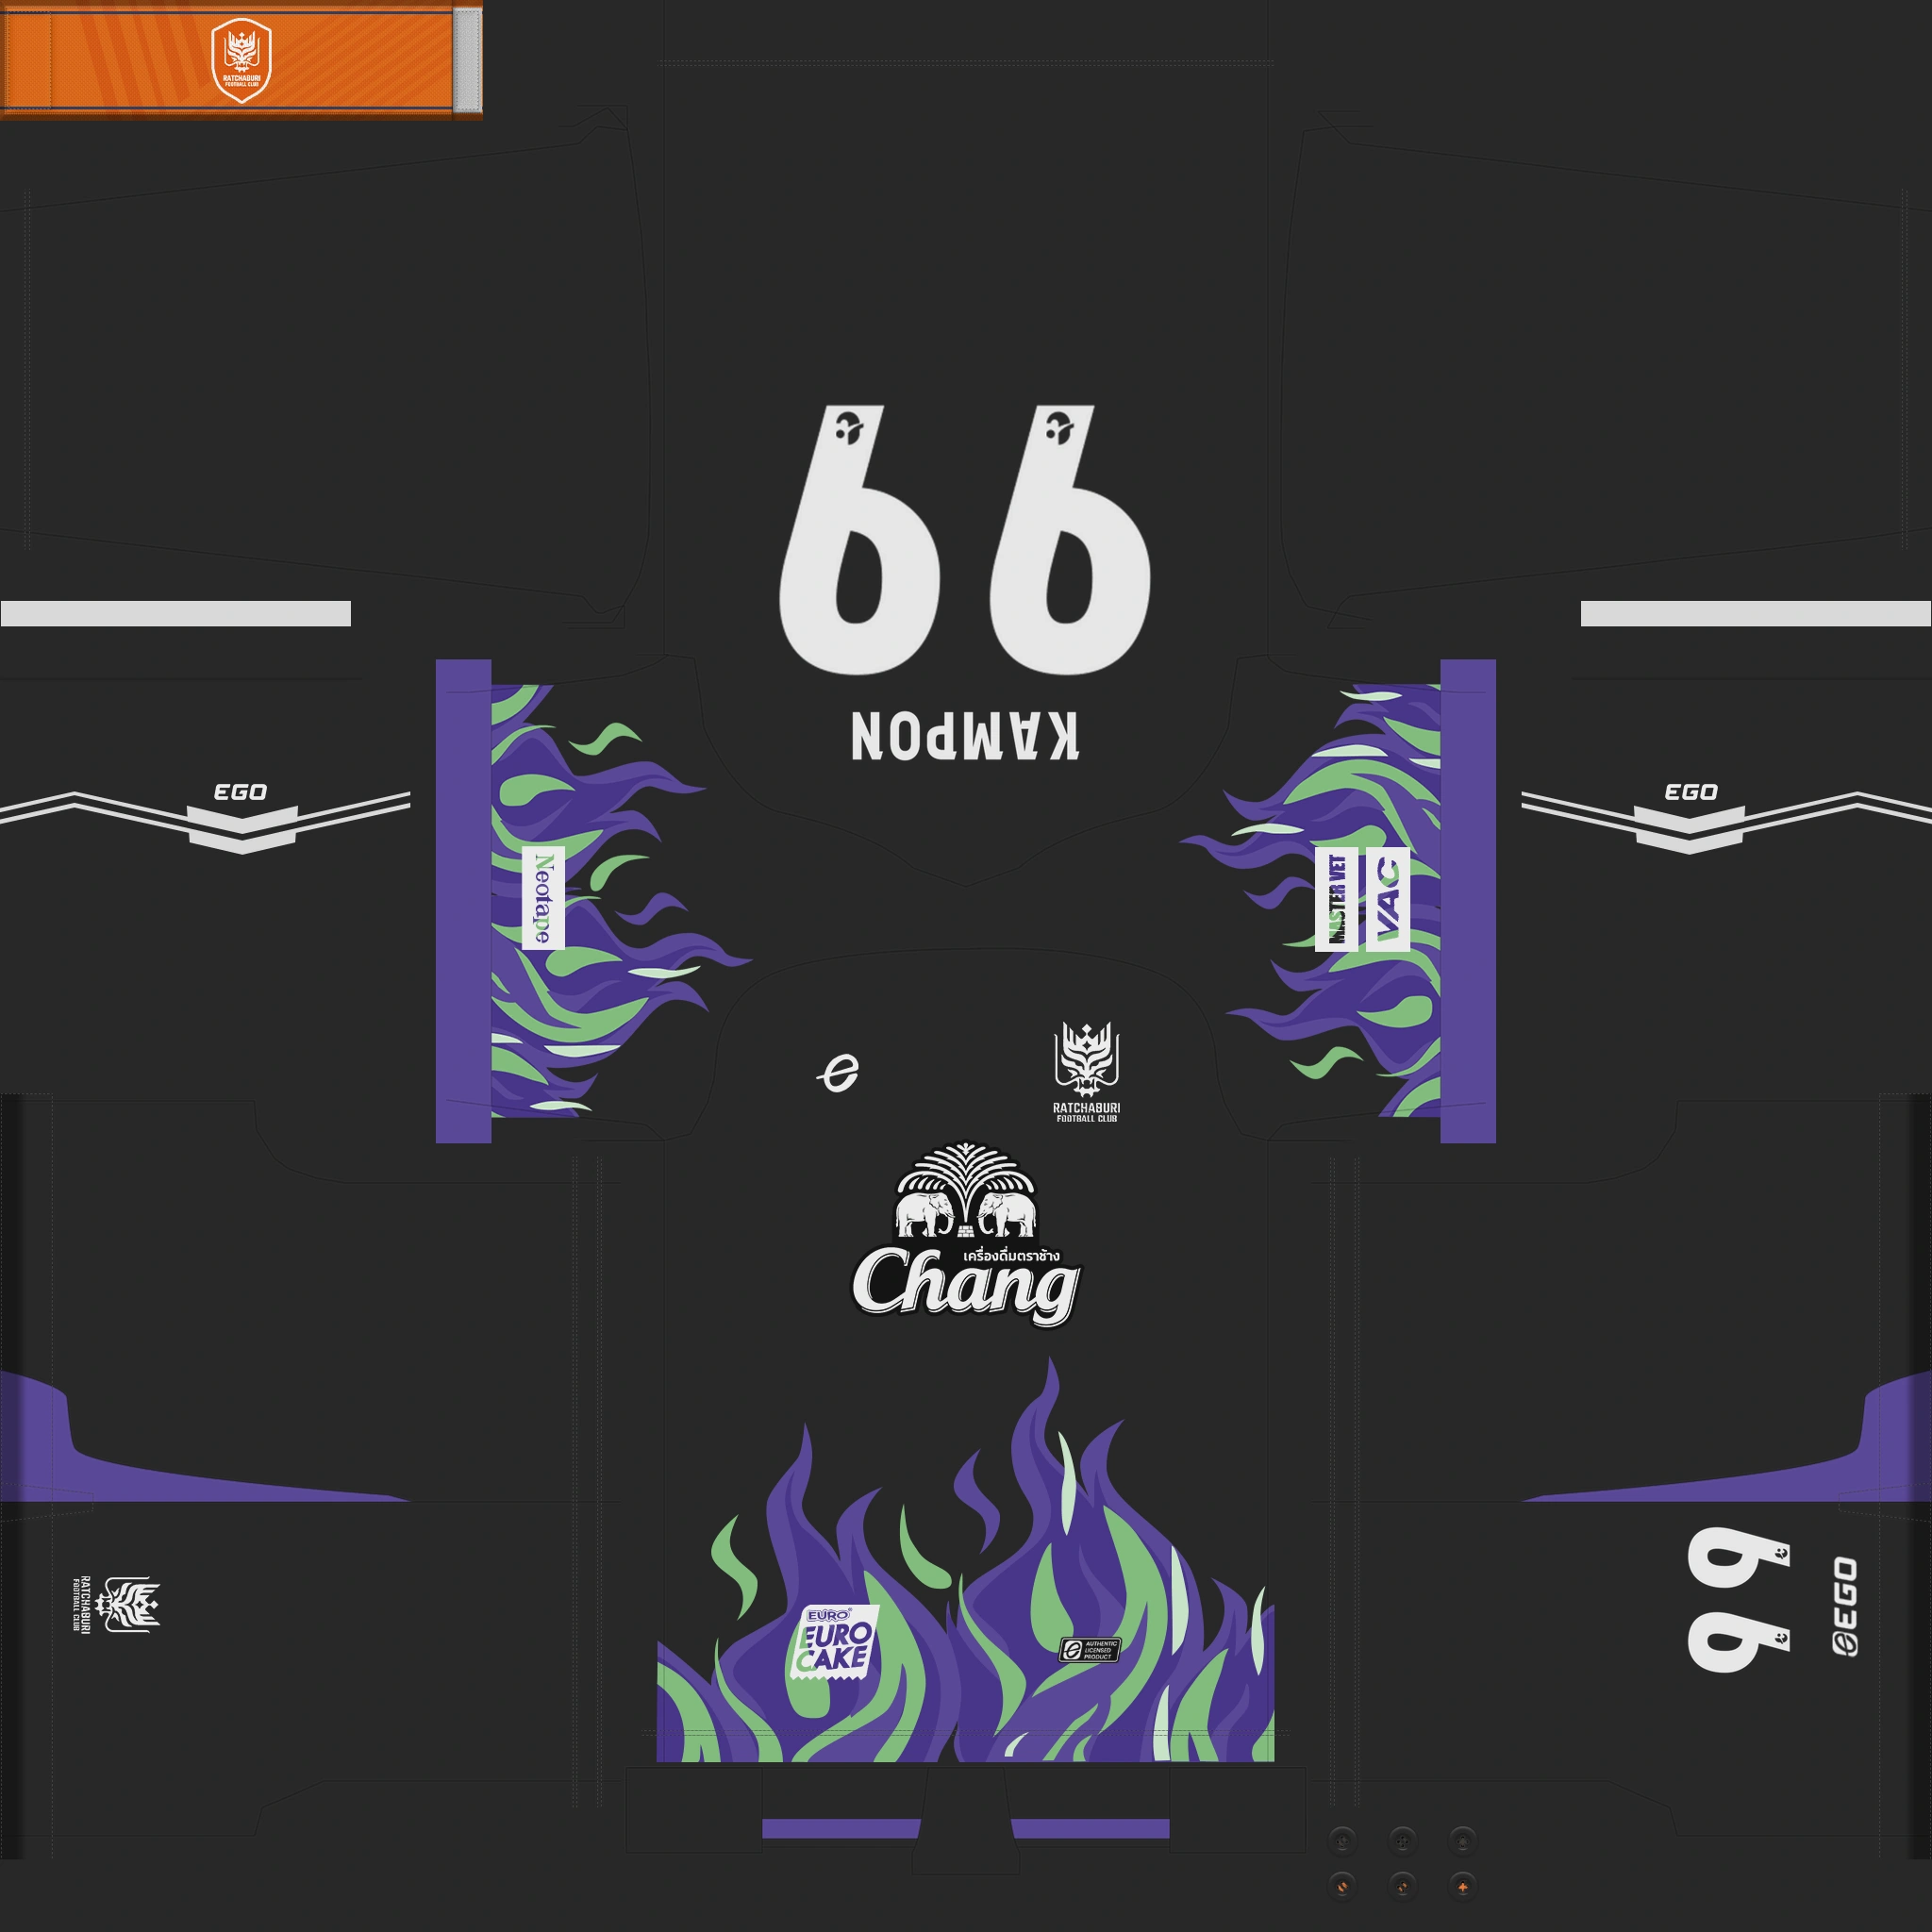 RATCHABURI
FOOTBALL CLUB
99
KAMPON
EGO
EGO
Neotape
MASTER VET
VAC
e
RATCHABURI
FOOTBALL CLUB
เครื่องดื่มตราช้าง
Chang
EURO
EURO
CAKE
e
AUTHENTIC
LICENSED
PRODUCT
RATCHABURI
FOOTBALL CLUB
99
eEGO